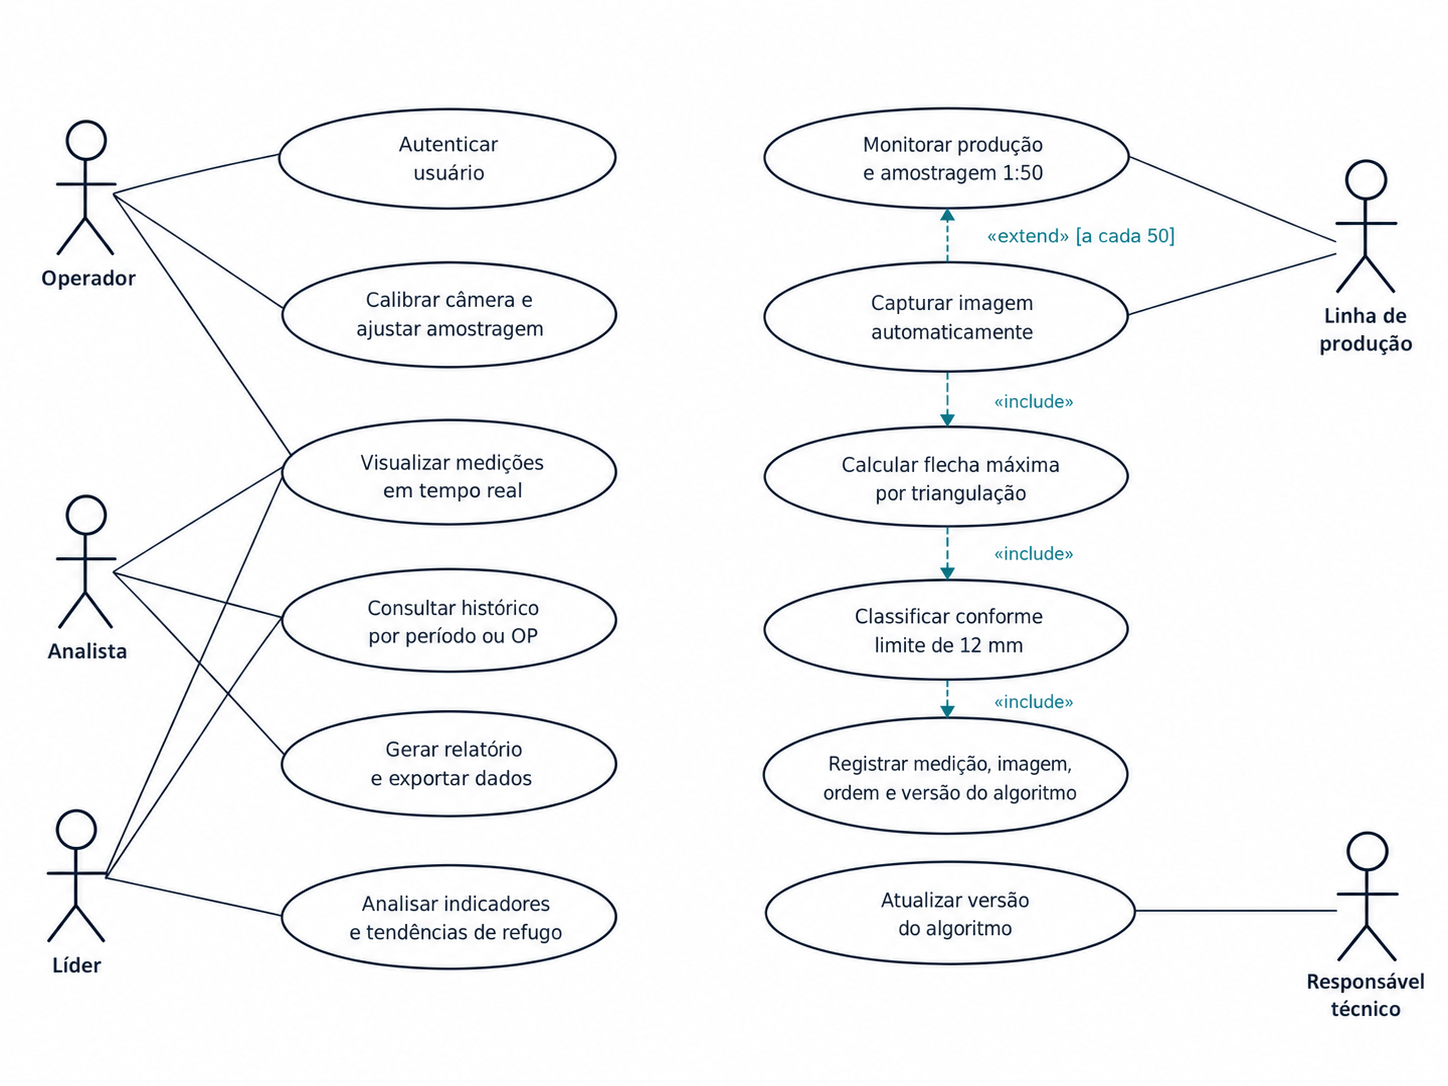 Operador
Autenticar
usuário
Calibrar câmera e
ajustar amostragem
Visualizar medições
em tempo real
Analista
Consultar histórico
por período ou OP
Gerar relatório
e exportar dados
Líder
Analisar indicadores
e tendências de refugo
Monitorar produção
e amostragem 1:50
«extend» [a cada 50]
Capturar imagem
automaticamente
Linha de
produção
«include»
Calcular flecha máxima
por triangulação
«include»
Classificar conforme
limite de 12 mm
«include»
Registrar medição, imagem,
ordem e versão do algoritmo
Atualizar versão
do algoritmo
Responsável
técnico